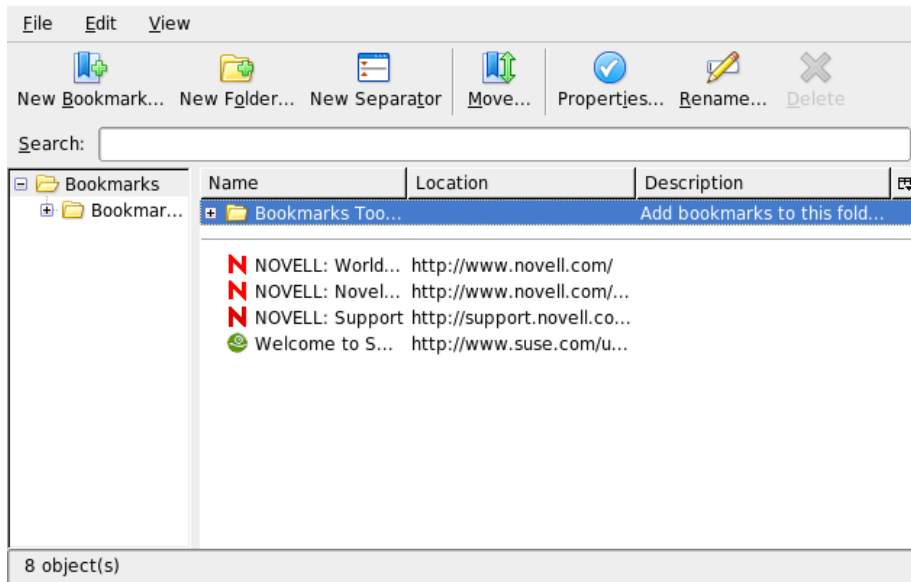 File Edit View
New Bookmark... New Folder... New Separator Move... Properties... Rename... Delete
Search:
Bookmarks
Bookmar...
Name Location Description
Bookmarks Too... Add bookmarks to this fold...
NOVELL: World... http://www.novell.com/
NOVELL: Novel... http://www.novell.com/...
NOVELL: Support http://support.novell.co...
Welcome to S... http://www.suse.com/u...
8 object(s)